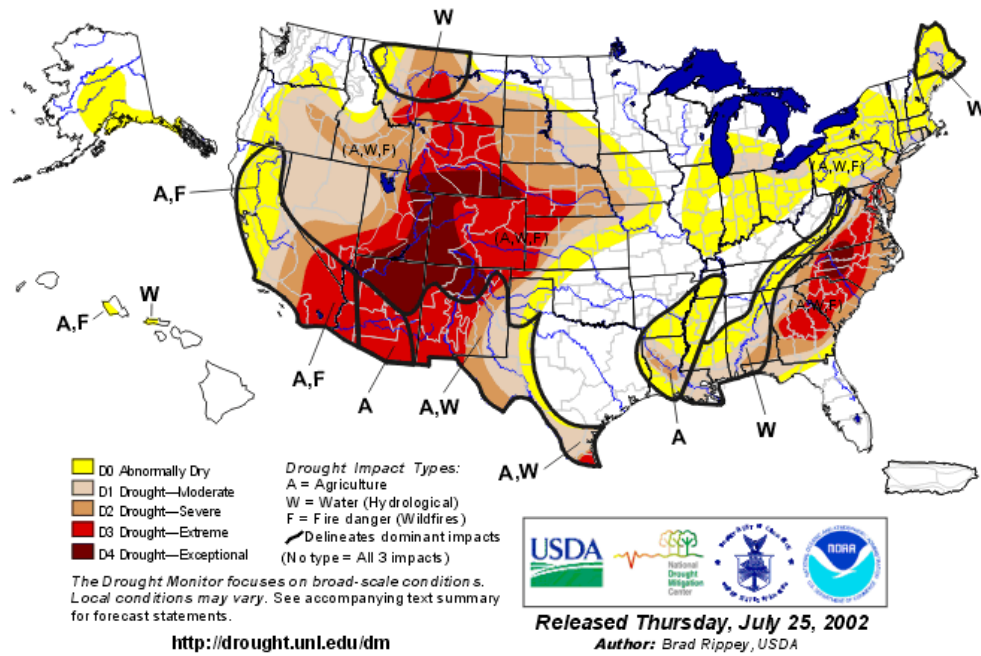 W
W
(A,W,F)
(A,W,F)
A,F
(A,W,F)
W
A,F
(A,W,F)
A,F
A
A,W
A
W
A,W
D0 Abnormally Dry
D1 Drought—Moderate
D2 Drought—Severe
D3 Drought—Extreme
D4 Drought—Exceptional
Drought Impact Types:
A = Agriculture
W = Water (Hydrological)
F = Fire danger (Wildfires)
Delineates dominant impacts
(No type = All 3 impacts)
The Drought Monitor focuses on broad-scale conditions.
Local conditions may vary. See accompanying text summary
for forecast statements.
http://drought.unl.edu/dm
USDA
National
Drought
Mitigation
Center
NOAA
Released Thursday, July 25, 2002
Author: Brad Rippey, USDA